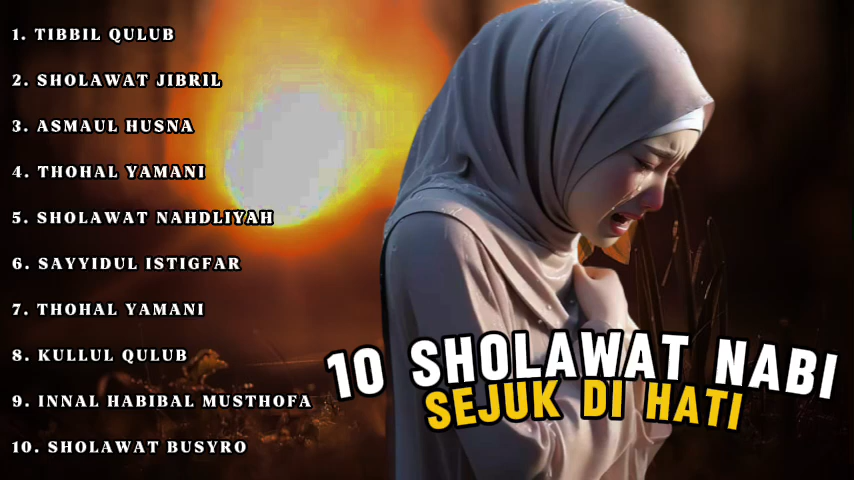 1. TIBBIL QULUB
2. SHOLAWAT JIBRIL
3. ASMAUL HUSNA
4. THOHAL YAMANI
5. SHOLAWAT NAHDLIYAH
6. SAYYIDUL ISTIGFAR
7. THOHAL YAMANI
8. KULLUL QULUB
9. INNAL HABIBAL MUSTHOFA
10. SHOLAWAT BUSYRO
10 SHOLAWAT NABI
SEJUK DI HATI